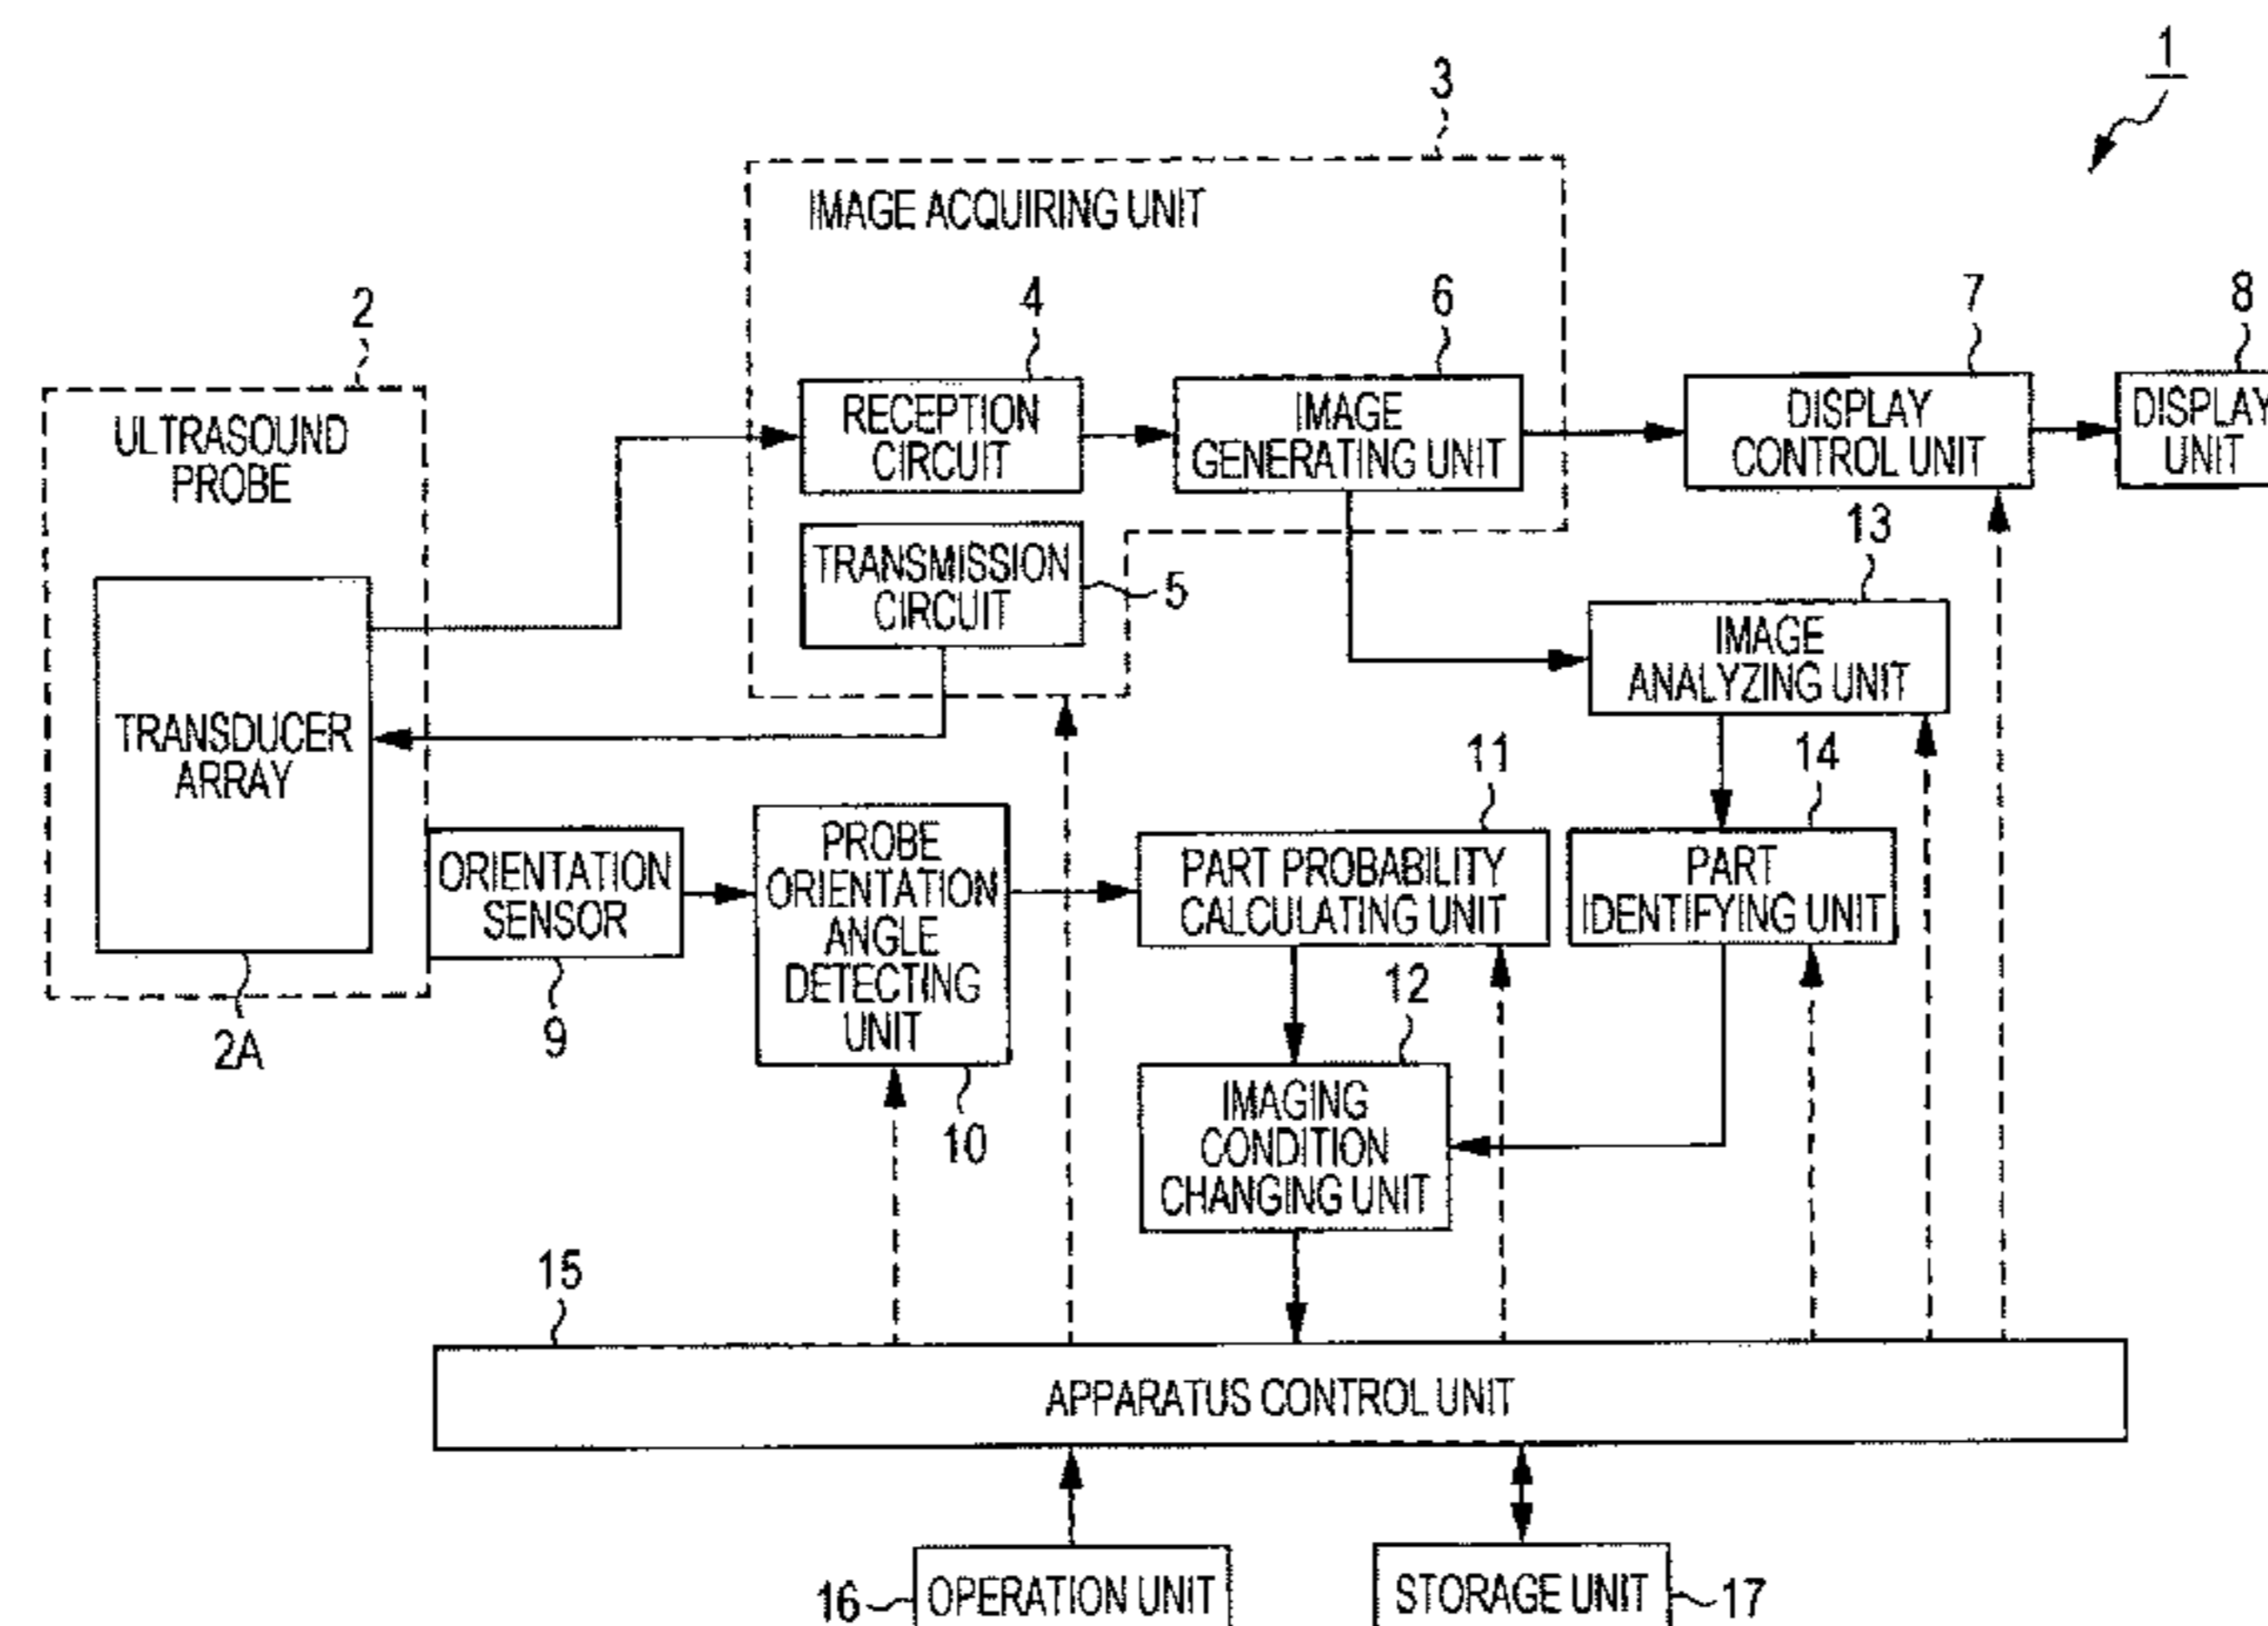 1
3
IMAGE ACQUIRING UNIT
2
4
6
7
8
ULTRASOUND
PROBE
RECEPTION
CIRCUIT
IMAGE
GENERATING UNIT
DISPLAY
CONTROL UNIT
DISPLAY
UNIT
TRANSMISSION
CIRCUIT
5
13
IMAGE
ANALYZING UNIT
TRANSDUCER
ARRAY
2A
ORIENTATION
SENSOR
9
PROBE
ORIENTATION
ANGLE
DETECTING
UNIT
10
11
PART PROBABILITY
CALCULATING UNIT
14
PART
IDENTIFYING UNIT
12
IMAGING
CONDITION
CHANGING UNIT
15
APPARATUS CONTROL UNIT
16
OPERATION UNIT
STORAGE UNIT
17